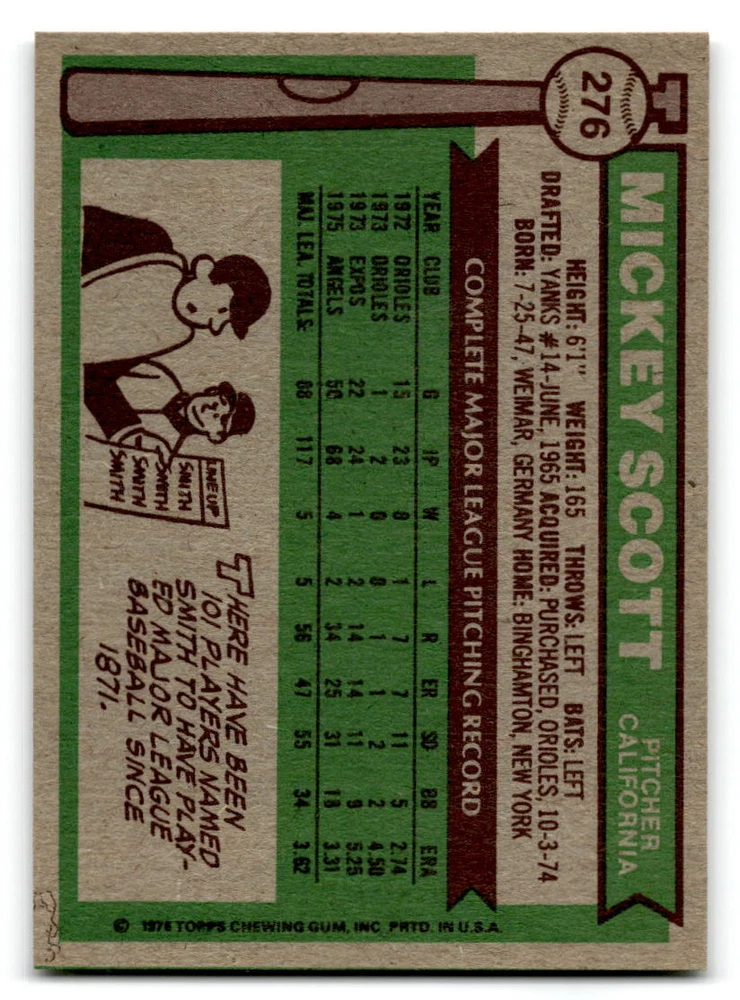 276
MICKEY SCOTT
PITCHER
CALIFORNIA
HEIGHT: 6'1" WEIGHT: 165 THROWS: LEFT BATS: LEFT
DRAFTED: YANKS #14-JUNE, 1965 ACQUIRED: PURCHASED, ORIOLES, 10-3-74
BORN: 7-25-47, WEIMAR, GERMANY HOME: BINGHAMTON, NEW YORK
COMPLETE MAJOR LEAGUE PITCHING RECORD
YEAR CLUB G IP W L R ER SO BB ERA
1972 ORIOLES 15 23 0 1 7 7 11 5 2.74
1973 ORIOLES 1 2 0 0 1 1 2 2 4.50
1973 EXPOS 22 24 1 2 14 14 11 9 5.25
1975 ANGELS 50 68 4 2 34 25 31 18 3.31
MAJ. LEA. TOTALS: 88 117 5 5 56 47 55 34 3.62
LINE UP
SMITH
SMITH
SMITH
SMITH
THERE HAVE BEEN
101 PLAYERS NAMED
SMITH TO HAVE PLAY-
ED MAJOR LEAGUE
BASEBALL SINCE
1871.
© 1976 TOPPS CHEWING GUM, INC. PRTD. IN U.S.A.